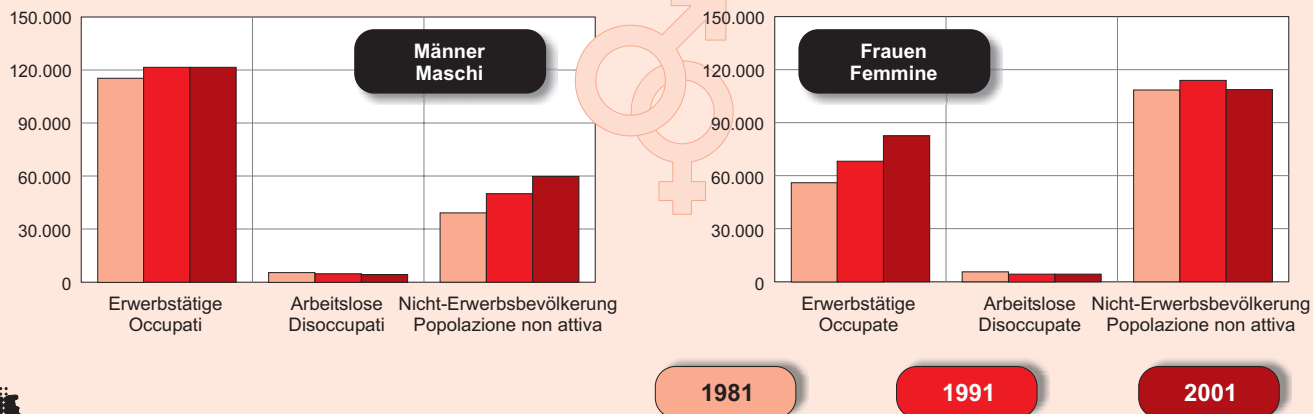 150.000
120.000
90.000
60.000
30.000
0
Männer
Maschi
Erwerbstätige
Occupati
Arbeitslose
Disoccupati
Nicht-Erwerbsbevölkerung
Popolazione non attiva
150.000
120.000
90.000
60.000
30.000
0
Frauen
Femmine
Erwerbstätige
Occupate
Arbeitslose
Disoccupate
Nicht-Erwerbsbevölkerung
Popolazione non attiva
1981
1991
2001